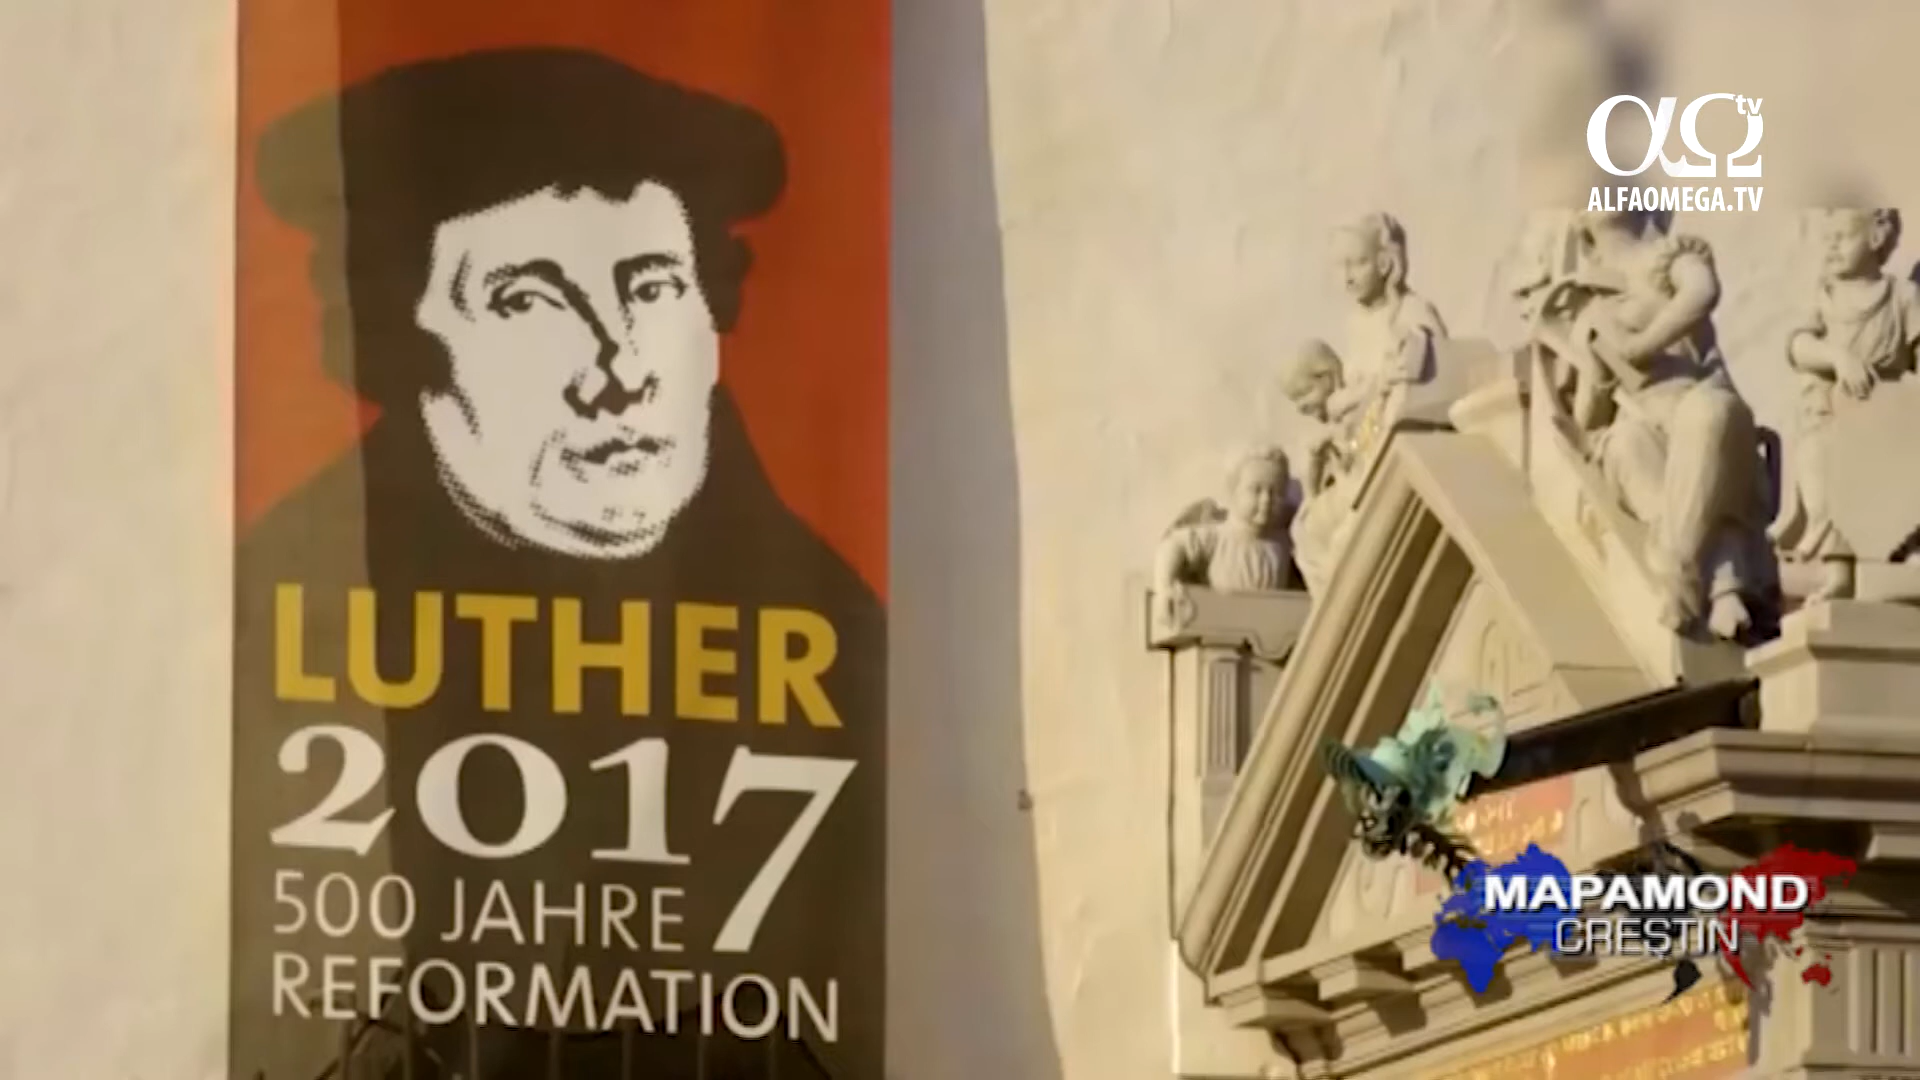 LUTHER
2017
500 JAHRE
REFORMATION
αΩ tv
ALFAOMEGA.TV
MAPAMOND
CRESTIN